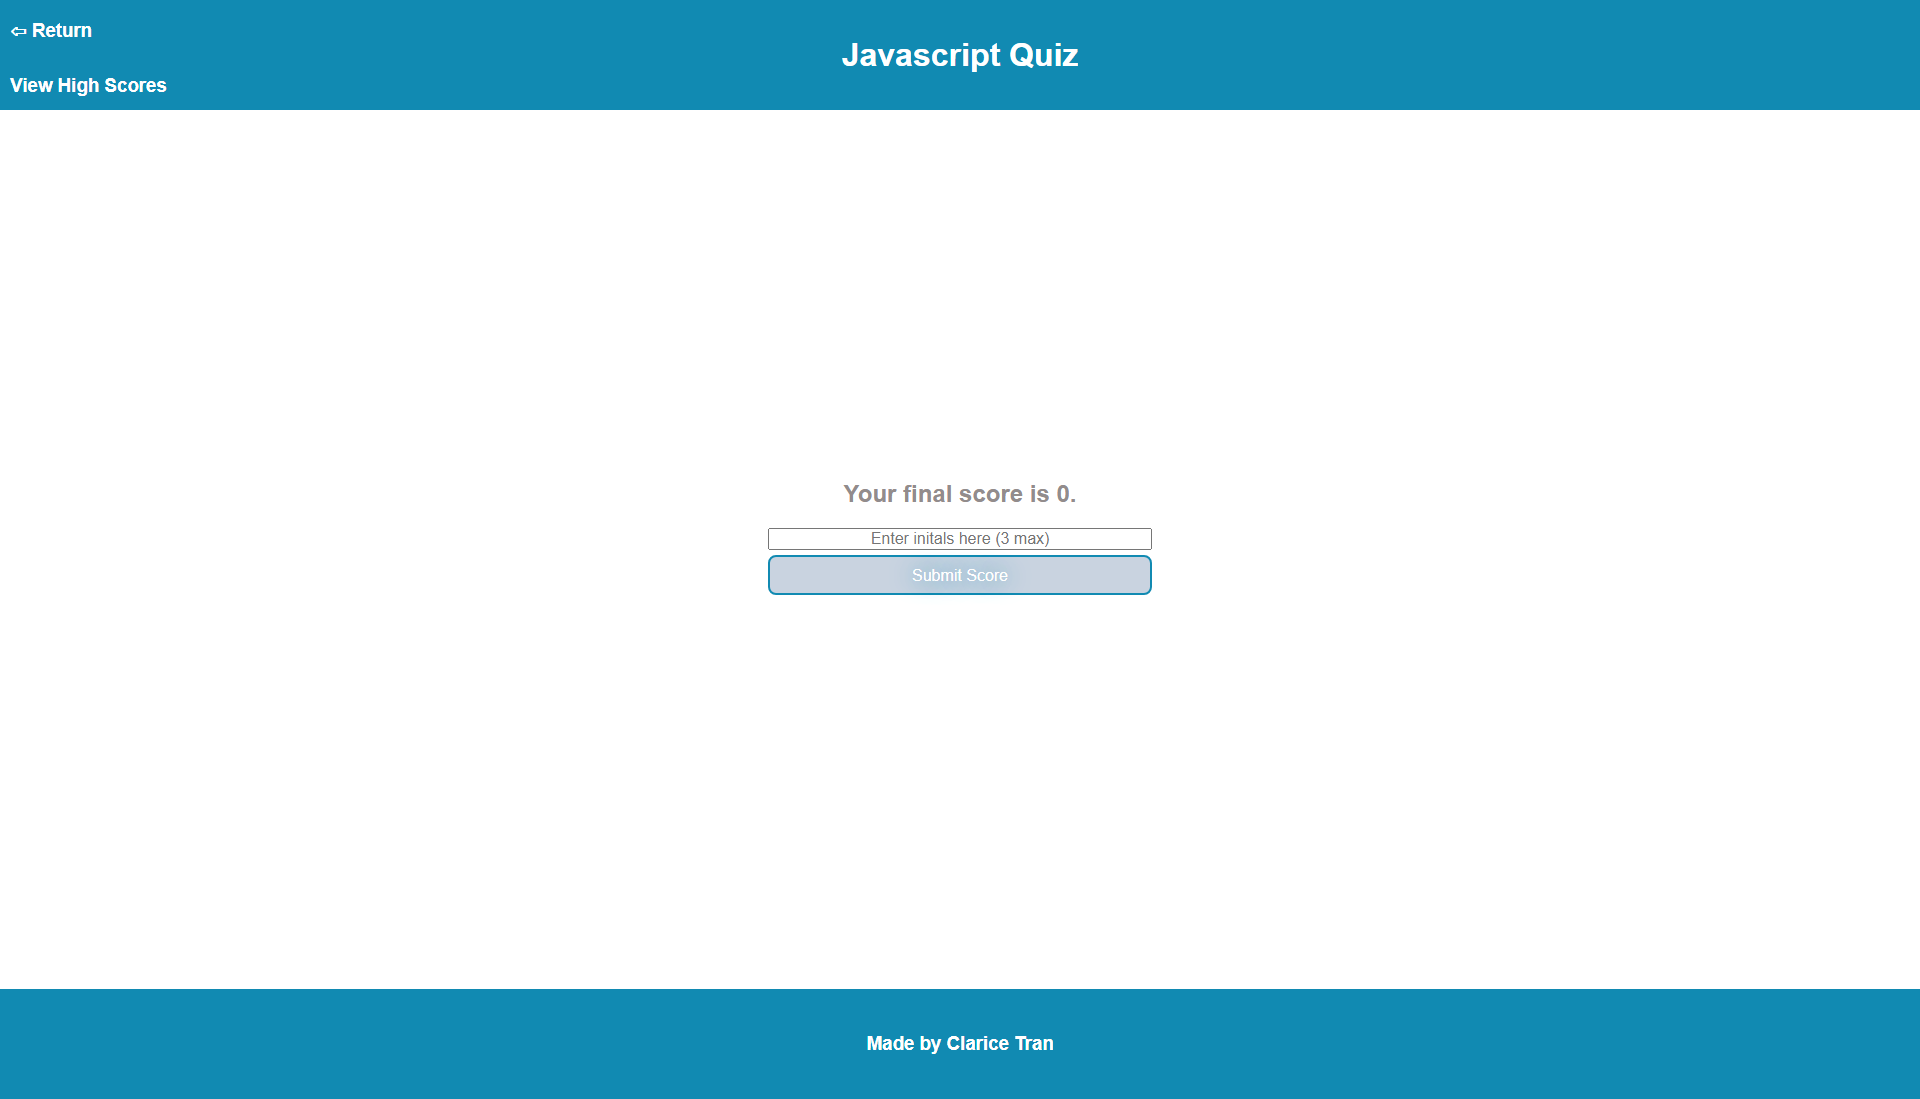 ⇦ Return
View High Scores
Javascript Quiz
Your final score is 0.
Enter initals here (3 max)
Submit Score
Made by Clarice Tran